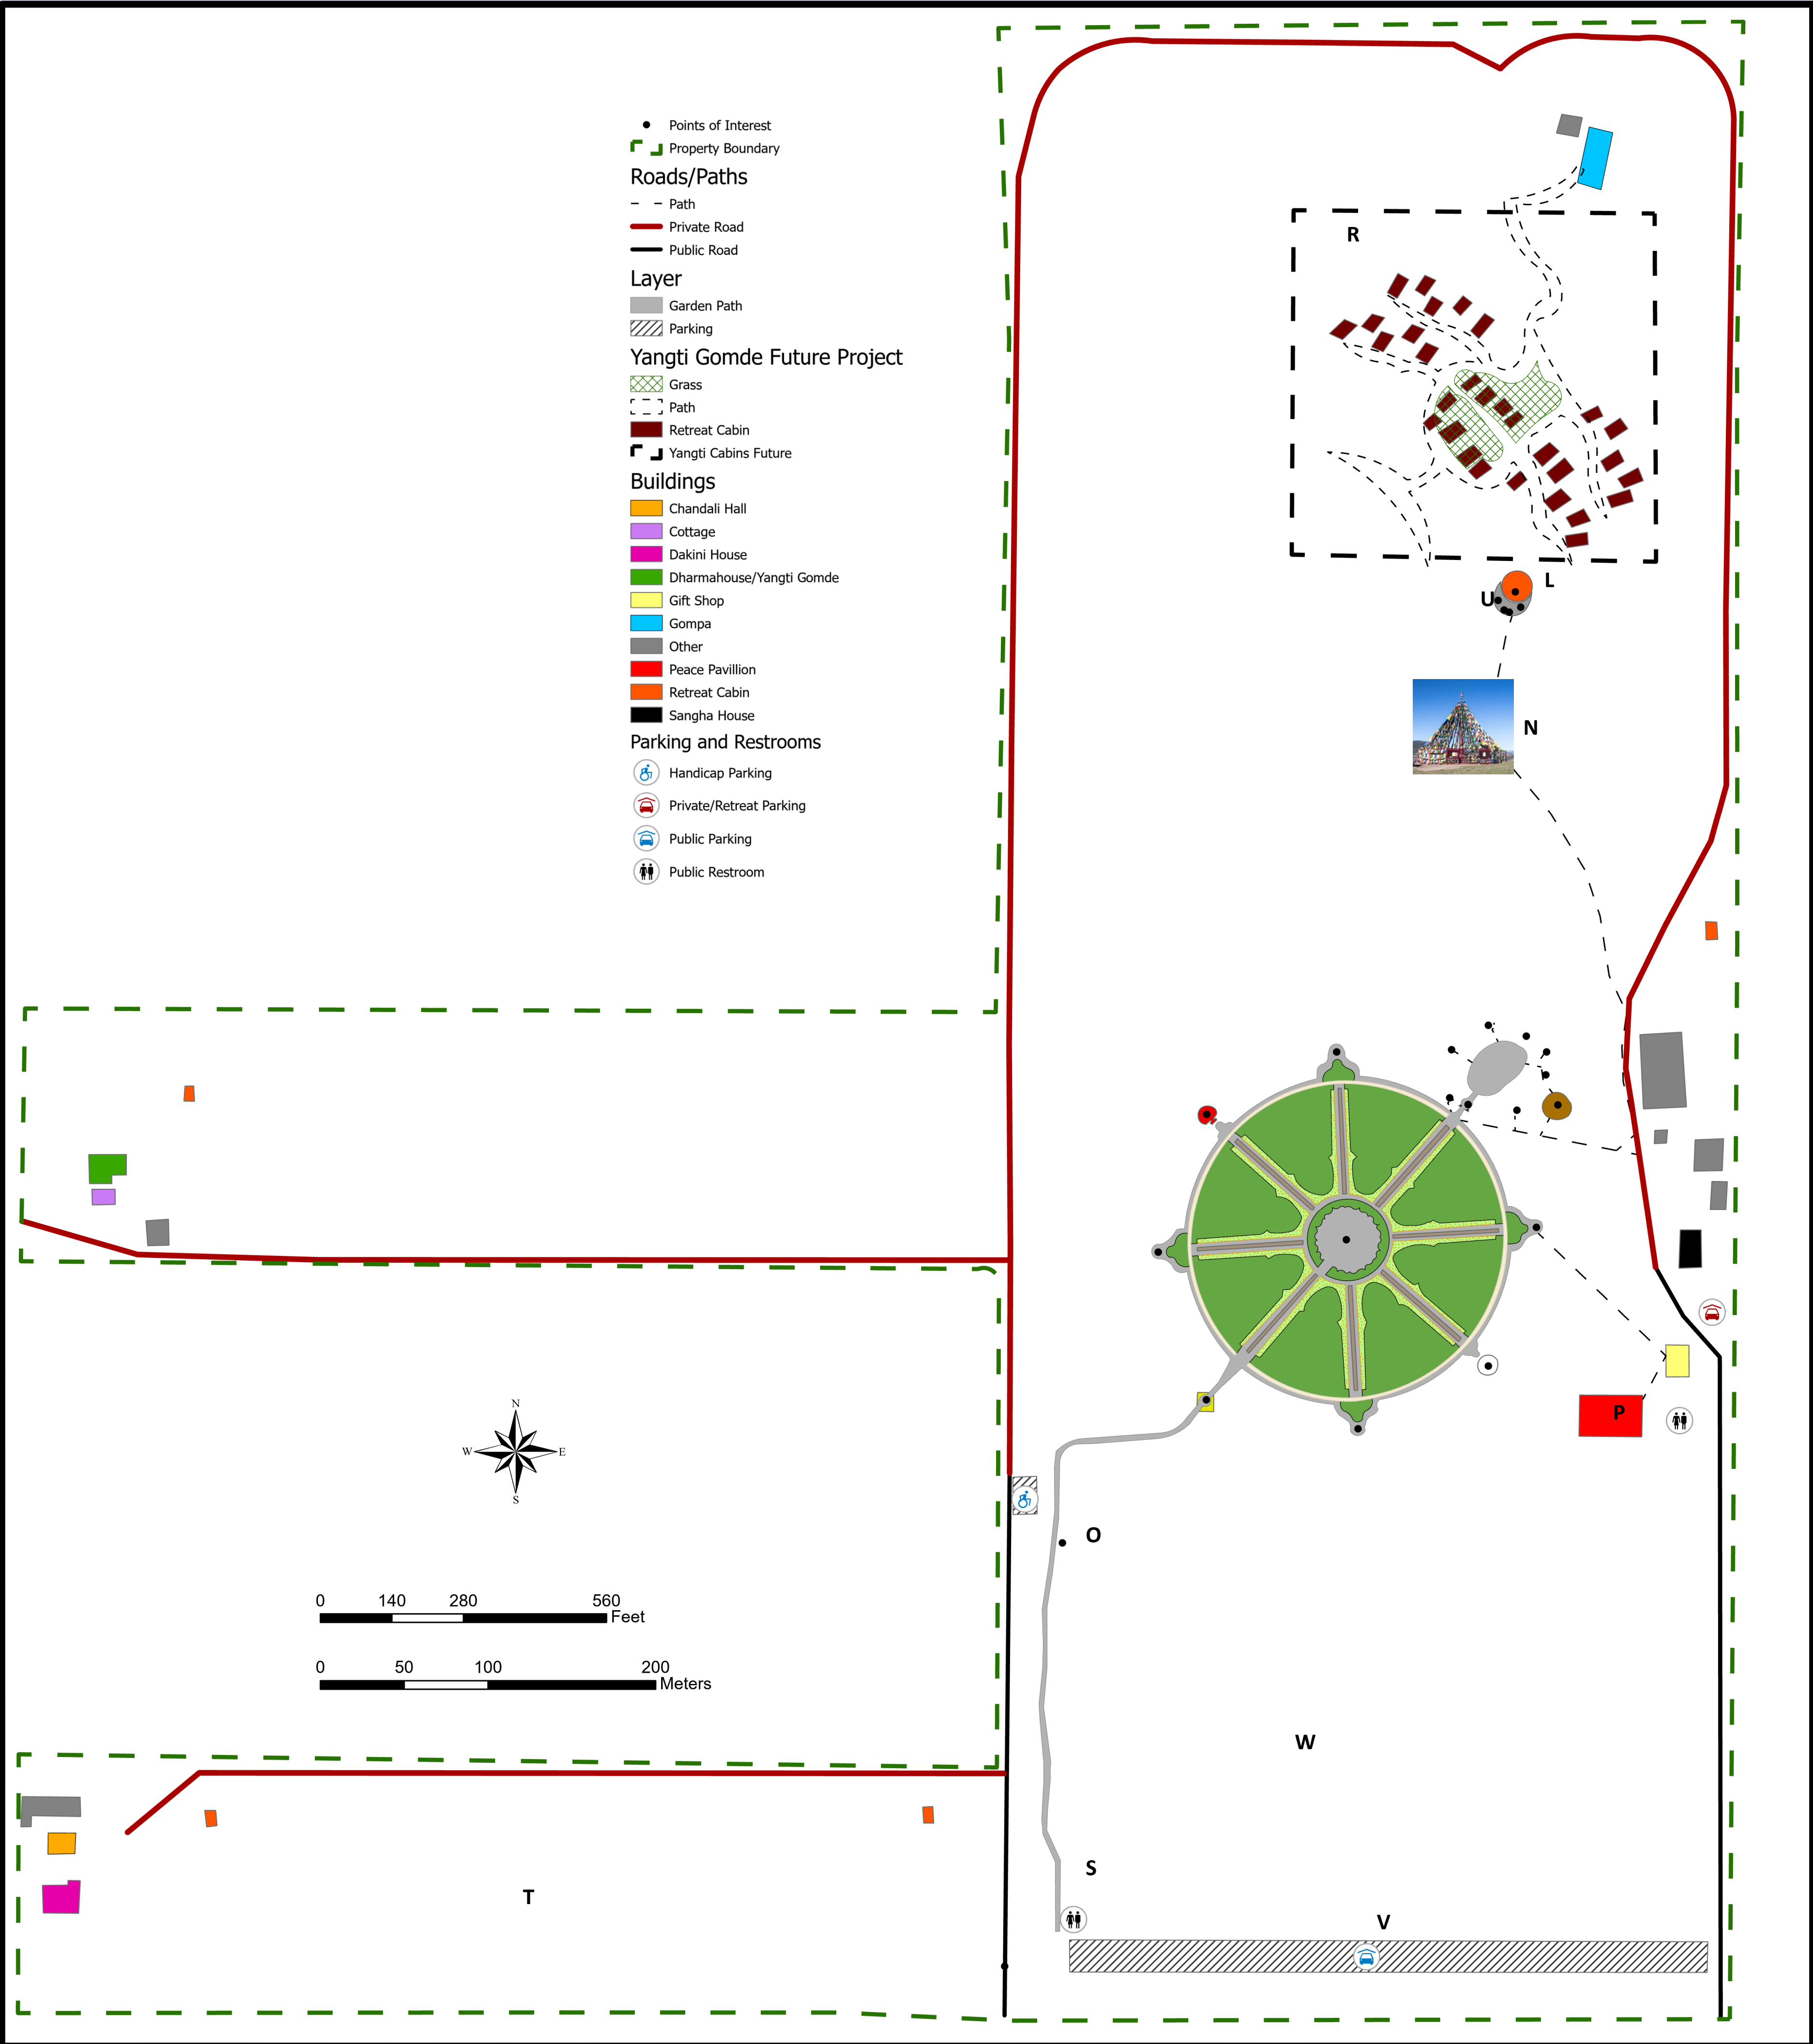 Points of Interest
Property Boundary
Roads/Paths
Path
Private Road
Public Road
Layer
Garden Path
Parking
Yangti Gomde Future Project
Grass
Path
Retreat Cabin
Yangti Cabins Future
Buildings
Chandali Hall
Cottage
Dakini House
Dharmahouse/Yangti Gomde
Gift Shop
Gompa
Other
Peace Pavillion
Retreat Cabin
Sangha House
Parking and Restrooms
Handicap Parking
Private/Retreat Parking
Public Parking
Public Restroom
R
L
U
N
P
N
W E
S
O
0 140 280 560
Feet
0 50 100 200
Meters
W
S
T
V